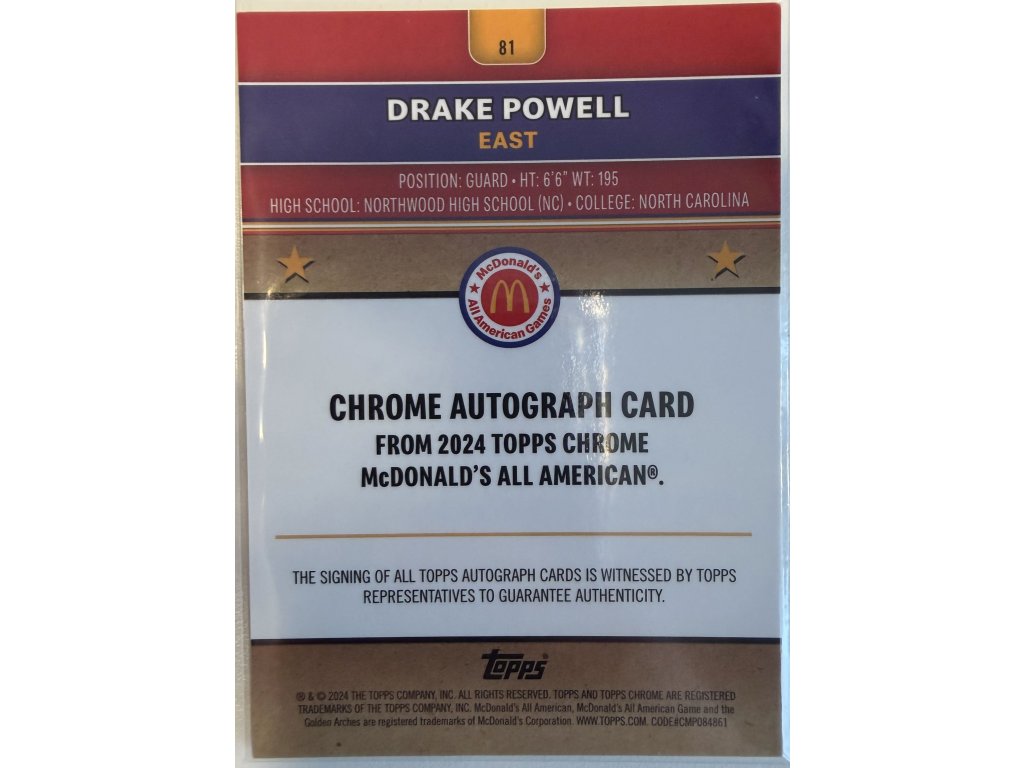 81
DRAKE POWELL
EAST
POSITION: GUARD • HT: 6'6" WT: 195
HIGH SCHOOL: NORTHWOOD HIGH SCHOOL (NC) • COLLEGE: NORTH CAROLINA
McDonald's
All American Games
CHROME AUTOGRAPH CARD
FROM 2024 TOPPS CHROME
McDONALD'S ALL AMERICAN®.
THE SIGNING OF ALL TOPPS AUTOGRAPH CARDS IS WITNESSED BY TOPPS
REPRESENTATIVES TO GUARANTEE AUTHENTICITY.
topps
® & © 2024 THE TOPPS COMPANY, INC. ALL RIGHTS RESERVED. TOPPS AND TOPPS CHROME ARE REGISTERED
TRADEMARKS OF THE TOPPS COMPANY, INC. McDonald's All American, McDonald's All American Game and the
Golden Arches are registered trademarks of McDonald's Corporation. WWW.TOPPS.COM. CODE#CMP084861